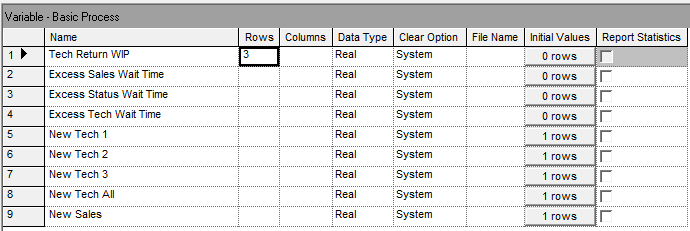 Variable - Basic Process
Name Rows Columns Data Type Clear Option File Name Initial Values Report Statistics
1 Tech Return WIP 3 Real System 0 rows
2 Excess Sales Wait Time Real System 0 rows
3 Excess Status Wait Time Real System 0 rows
4 Excess Tech Wait Time Real System 0 rows
5 New Tech 1 Real System 1 rows
6 New Tech 2 Real System 1 rows
7 New Tech 3 Real System 1 rows
8 New Tech All Real System 1 rows
9 New Sales Real System 1 rows